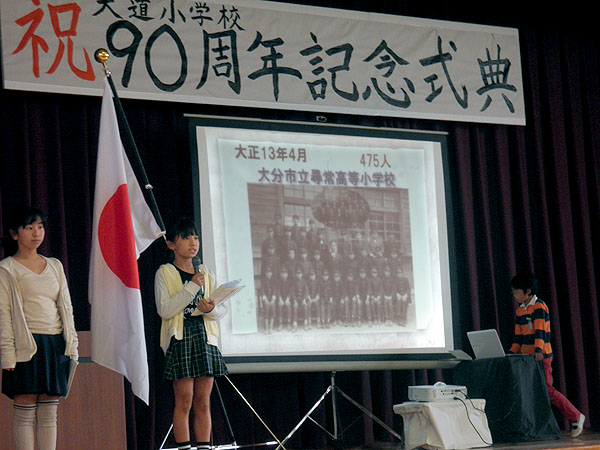 祝
大道小学校
90周年記念式典
大正13年4月 475人
大分市立尋常高等小学校